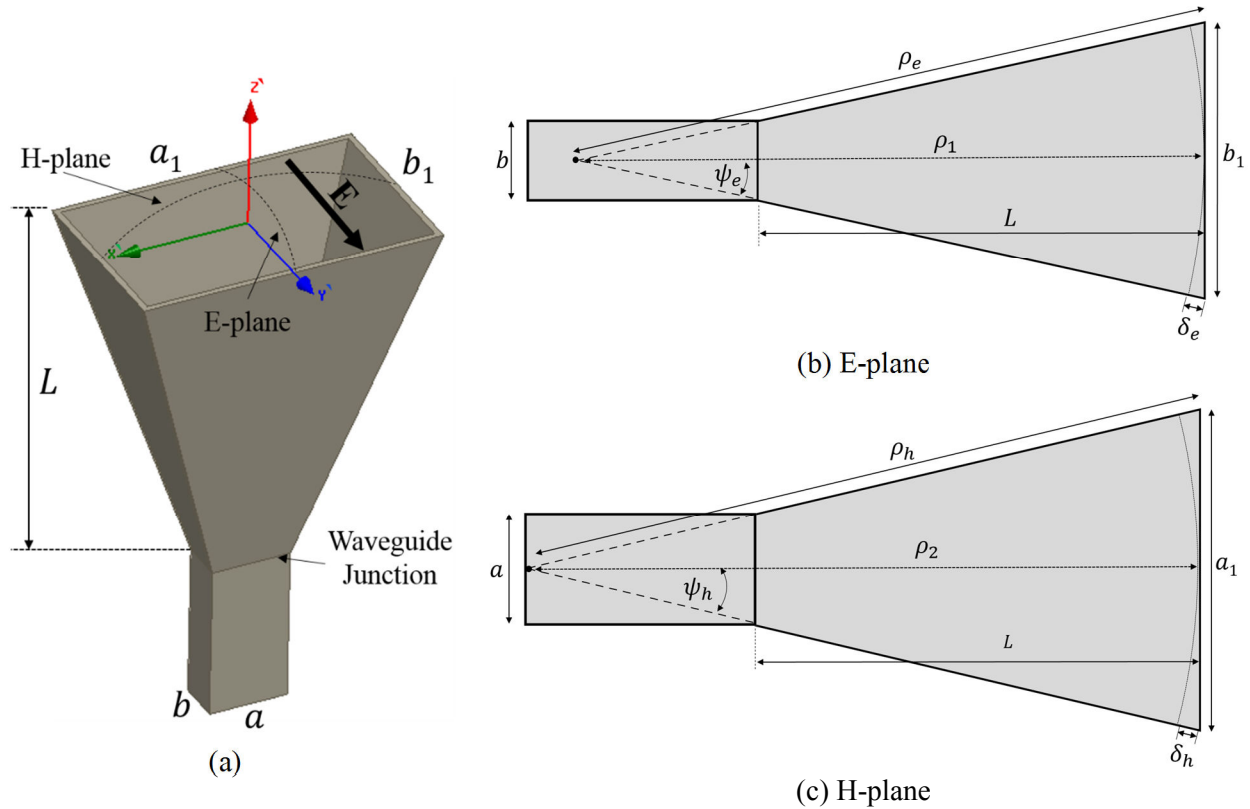 z`
H-plane
a₁
b₁
E
x`
Y`
E-plane
L
Waveguide
Junction
b
a
(a)
ρₑ
b
ψₑ
ρ₁
b₁
L
δₑ
(b) E-plane
ρₕ
a
ψₕ
ρ₂
a₁
L
δₕ
(c) H-plane